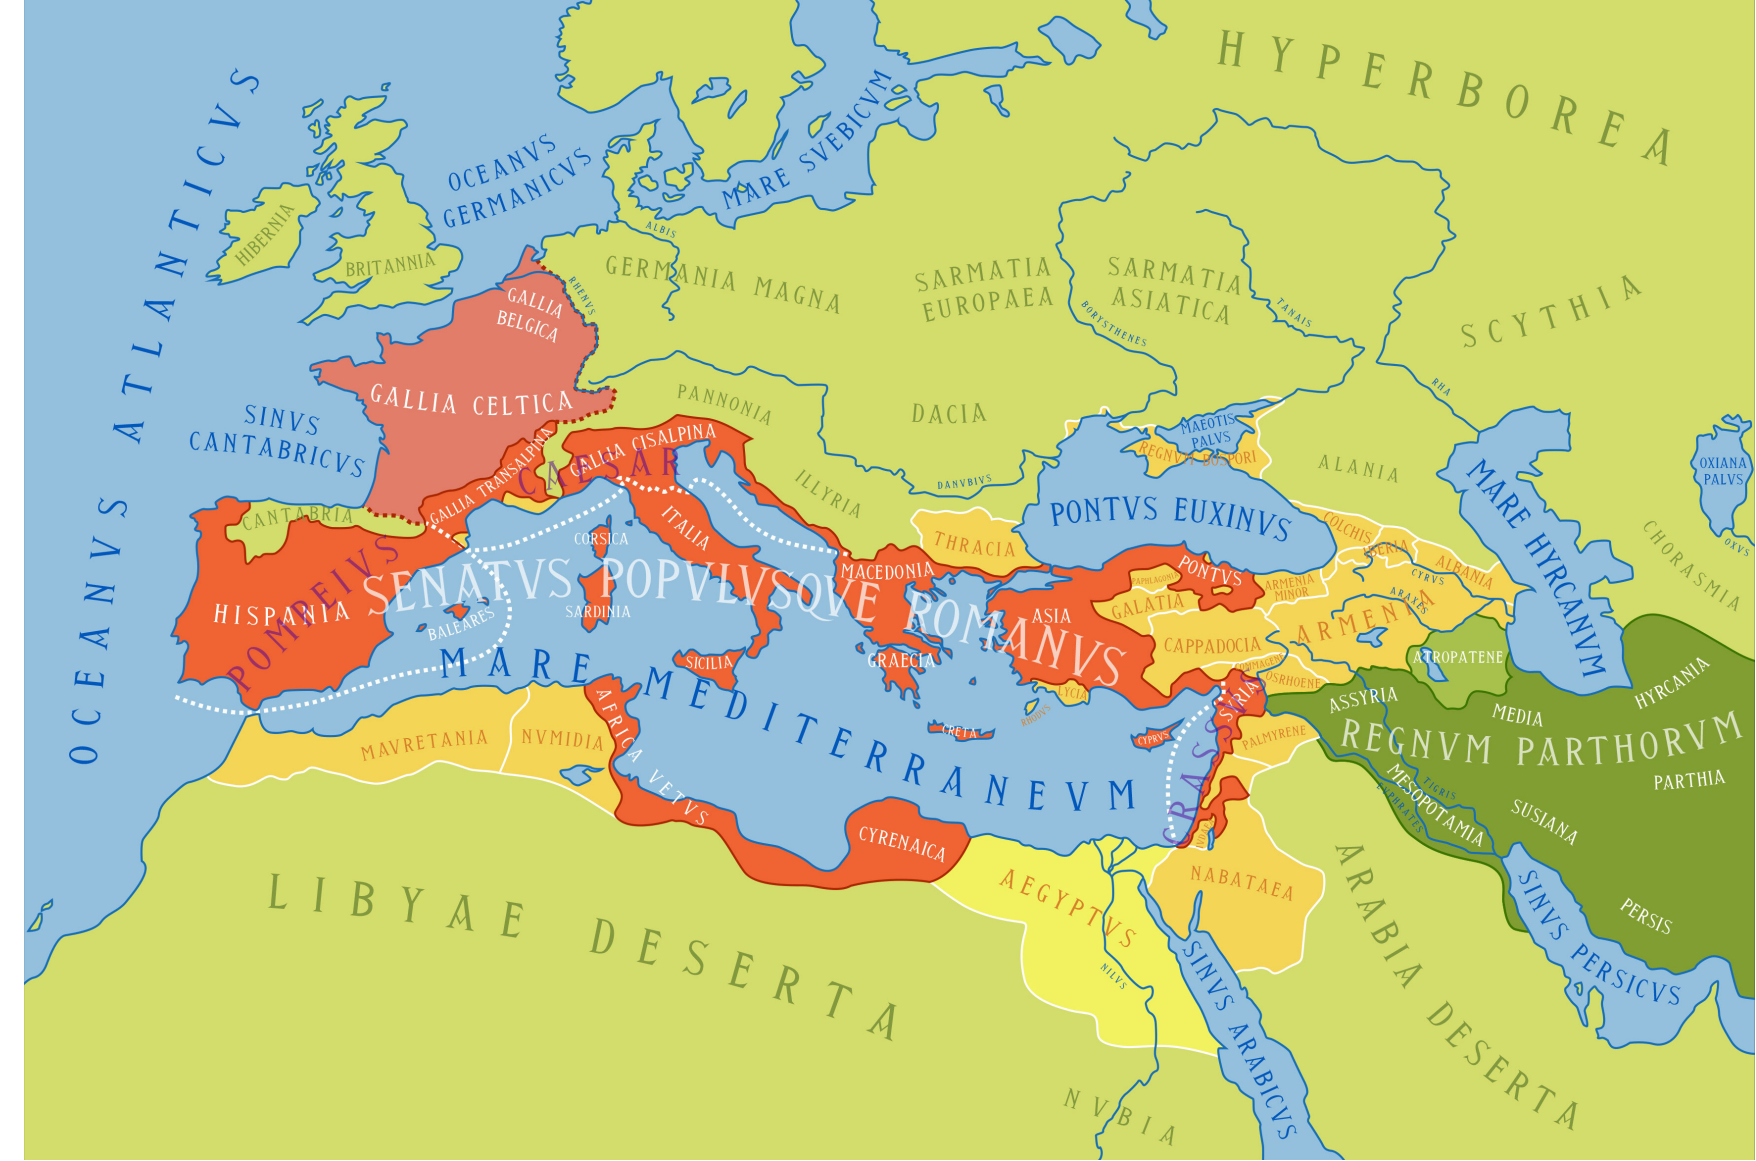 HYPERBOREA
OCEANVS ATLANTICVS
OCEANVS
GERMANICVS
MARE SVEBICVM
HIBERNIA
BRITANNIA
ALBIS
GERMANIA MAGNA
SARMATIA
EUROPAEA
SARMATIA
ASIATICA
SCYTHIA
RHENVS
TANAIS
BORYSTHENES
GALLIA
BELGICA
GALLIA CELTICA
PANNONIA
DACIA
RHA
SINVS
CANTABRICVS
GALLIA CISALPINA
GALLIA TRANSALPINA
CAESAR
MAEOTIS
PALVS
REGNVM BOSPORI
ALANIA
OXIANA
PALVS
OXVS
ILLYRIA
DANVBIVS
PONTVS EUXINVS
MARE HYRCANVM
CHORASMIA
CANTABRIA
ITALIA
CORSICA
THRACIA
COLCHIS
IBERIA
ALBANIA
CYRVS
ARAXES
POMPEIVS
HISPANIA
SENATVS POPVLVSQVE ROMANVS
MACEDONIA
PAPHLAGONIA
PONTVS
ARMENIA
MINOR
ARMENIA
BALEARES
SARDINIA
ASIA
GALATIA
CAPPADOCIA
COMMAGENE
OSRHOENE
ATROPATENE
MARE MEDITERRANEVM
SICILIA
GRAECIA
LYCIA
RHODVS
CRETA
CYPRVS
SYRIA
CRASSVS
ASSYRIA
MEDIA
HYRCANIA
REGNVM PARTHORVM
PARTHIA
PALMYRENE
MAVRETANIA
NVMIDIA
AFRICA VETVS
CYRENAICA
MESOPOTAMIA
TIGRIS
EUPHRATES
SUSIANA
PERSIS
AEGYPTVS
NILVS
NABATAEA
LIBYAE DESERTA
ARABIA DESERTA
SINVS PERSICVS
SINVS ARABICVS
NVBIA